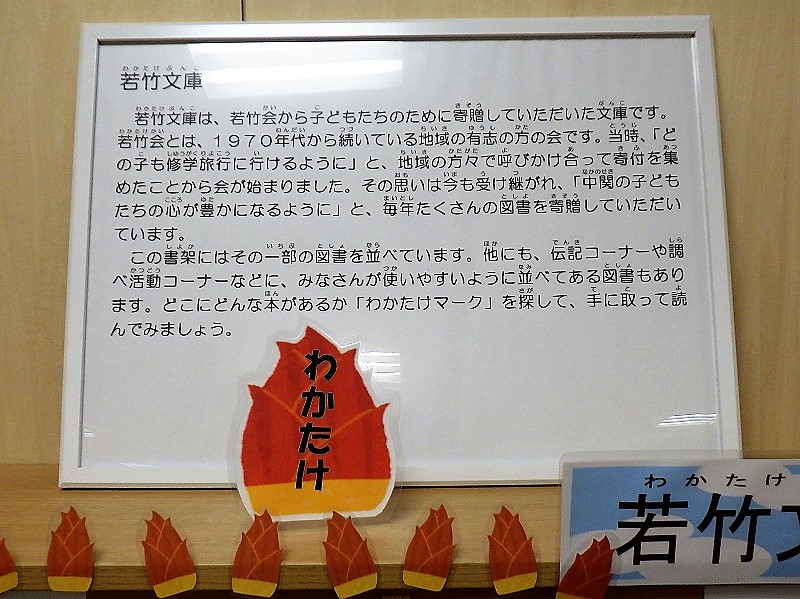 若竹文庫
若竹文庫は、若竹会から子どもたちのために寄贈していただいた文庫です。
若竹会とは、1970年代から続いている地域の有志の方の会です。当時、「ど
の子も修学旅行に行けるように」と、地域の方々で呼びかけ合って寄付を集
めたことから会が始まりました。その思いは今も受け継がれ、「中関の子ども
たちの心が豊かになるように」と、毎年たくさんの図書を寄贈していただい
ています。
この書架にはその一部の図書を並べています。他にも、伝記コーナーや調
べ活動コーナーなどに、みなさんが使いやすいように並べてある図書もあり
ます。どこにどんな本があるか「わかたけマーク」を探して、手に取って読
んでみましょう。
わかたけ
わかたけ
若竹文